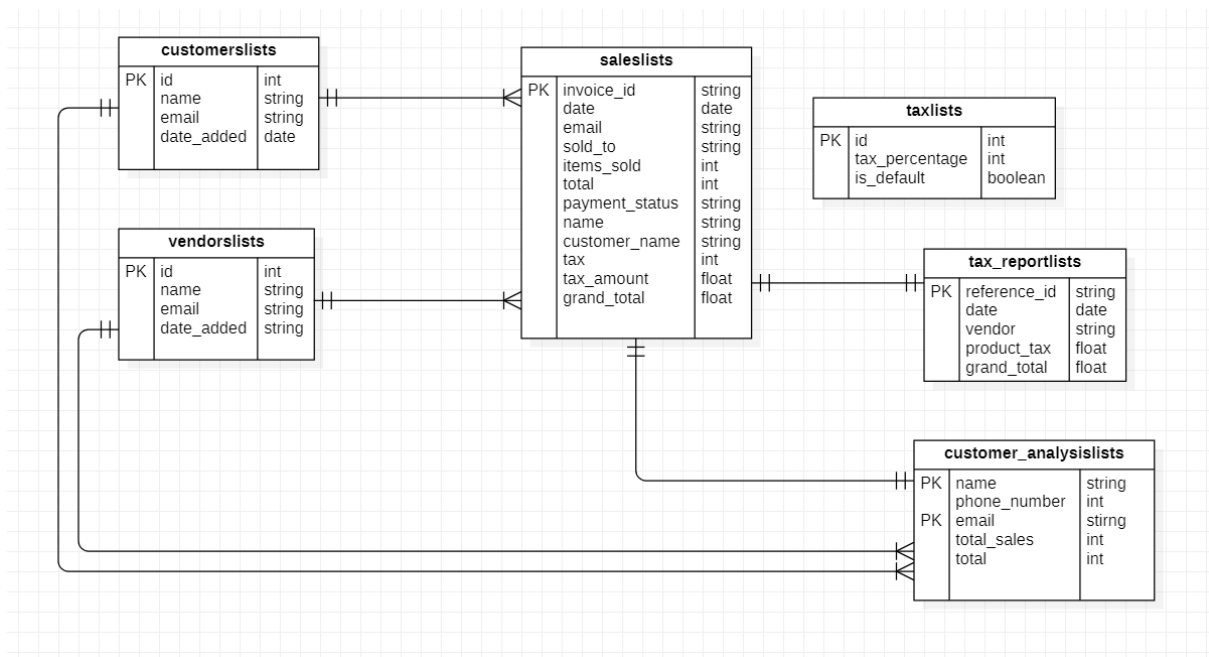 customerslists
PK id int
name string
email string
date_added date
saleslists
PK invoice_id string
date date
email string
sold_to string
items_sold int
total int
payment_status string
name string
customer_name string
tax int
tax_amount float
grand_total float
taxlists
PK id int
tax_percentage int
is_default boolean
vendorslists
PK id int
name string
email string
date_added string
tax_reportlists
PK reference_id string
date date
vendor string
product_tax float
grand_total float
customer_analysislists
PK name string
phone_number int
PK email stirng
total_sales int
total int